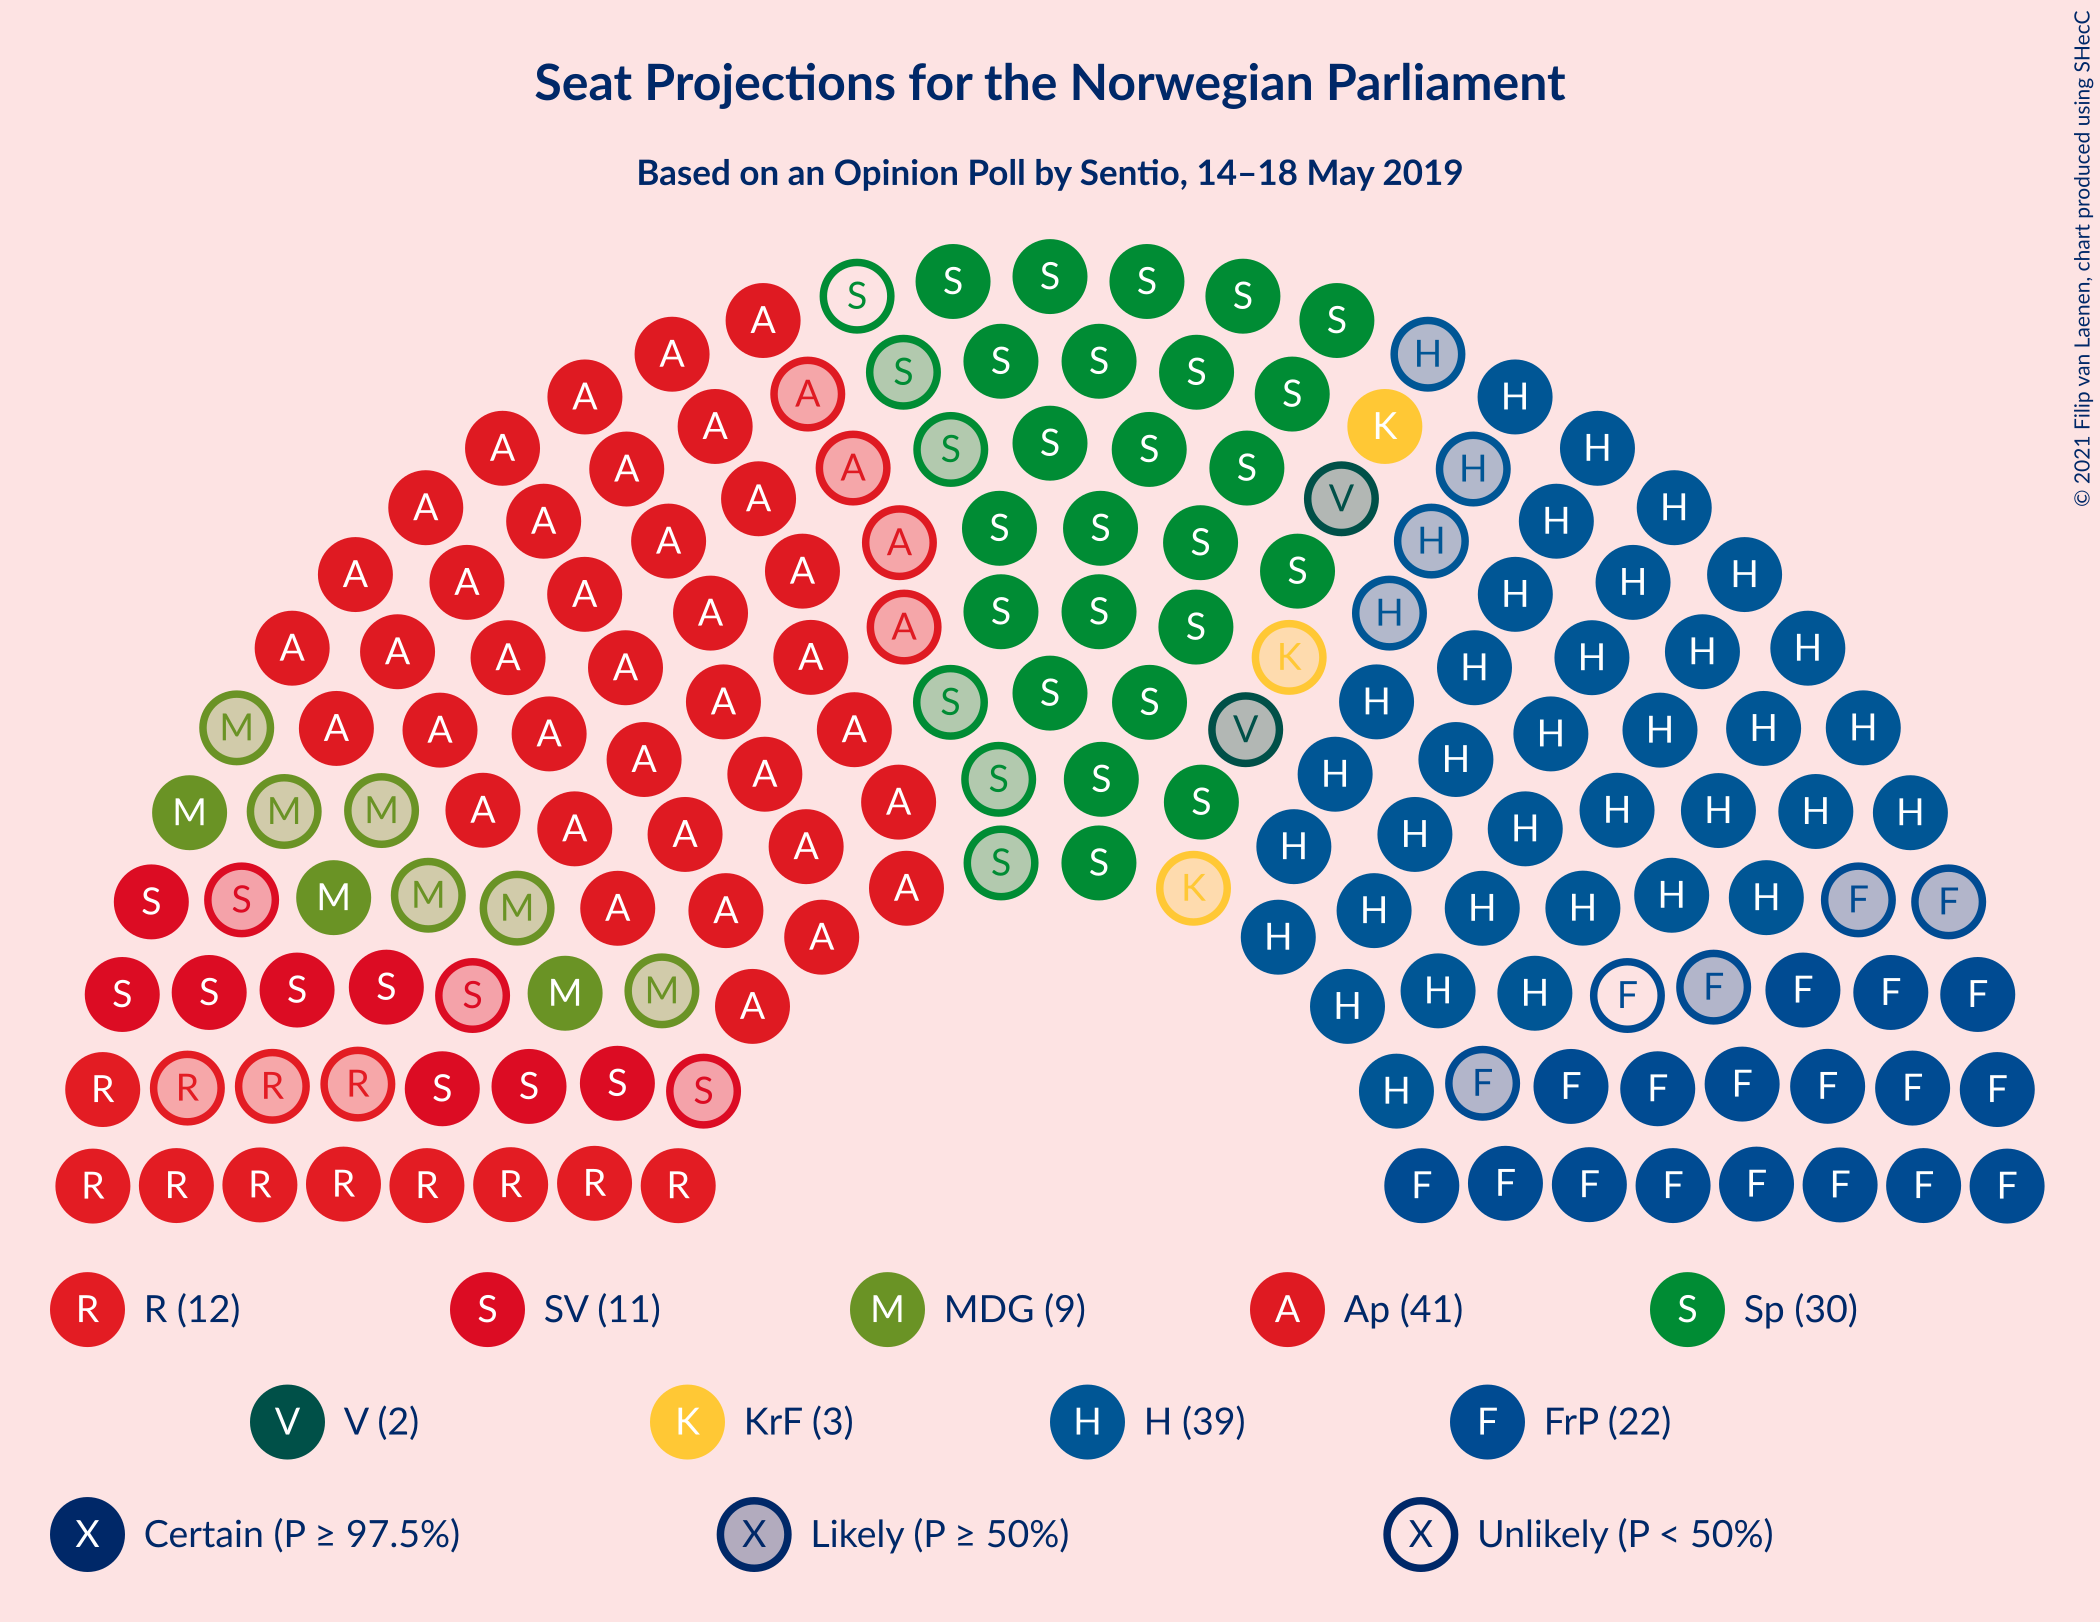 Seat Projections for the Norwegian Parliament
Based on an Opinion Poll by Sentio, 14–18 May 2019
© 2021 Filip van Laenen, chart produced using SHecC
S S S S S
A S
A H
A S S S S H
A A S
A A K H
A S S S S H
A A A S H
A A V H
A A A S S S H H
A A A S H
A A S S S H
A A A S H H
A A A K H H
A A A S S S H H H
M A A A A V H H H H
A A A H H H
M M M A A S S S H H H H H
A A A H H H
S S M M M A A A S S K H H H H H F F
A H
S S S S S M M A H H H F F F F F
R R R R S S S S H F F F F F F F
R R R R R R R R F F F F F F F F
R R (12) S SV (11) M MDG (9) A Ap (41) S Sp (30)
V V (2) K KrF (3) H H (39) F FrP (22)
X Certain (P ≥ 97.5%) X Likely (P ≥ 50%) X Unlikely (P < 50%)